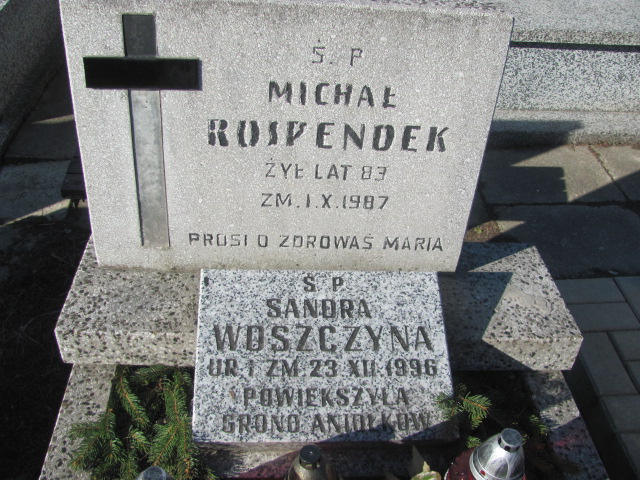 Ś. P
MICHAŁ
ROJPENDEK
ŻYŁ LAT 83
ZM. I.X.1987
PROSI O ZDROWAŚ MARIA
Ś P
SANDRA
WOSZCZYNA
UR I ZM. 23 XII.1996
POWIĘKSZYŁA
GRONO ANIOŁKÓW